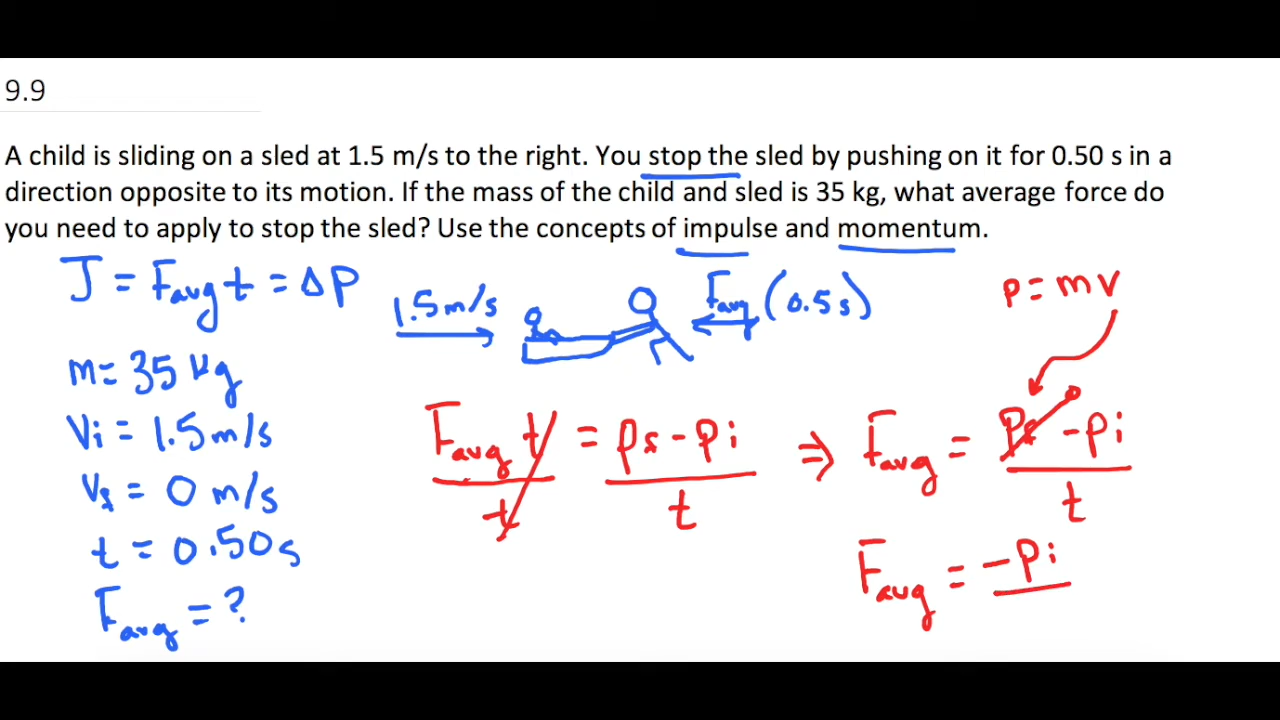 9.9
A child is sliding on a sled at 1.5 m/s to the right. You stop the sled by pushing on it for 0.50 s in a
direction opposite to its motion. If the mass of the child and sled is 35 kg, what average force do
you need to apply to stop the sled? Use the concepts of impulse and momentum.
J = Favg t = Δp
1.5 m/s
Favg (0.5s)
p = mv
m = 35 kg
Vi = 1.5 m/s
Vf = 0 m/s
t = 0.50s
Favg = ?
Favg t / t = pf - pi / t ⇒ Favg = pf - pi / t
Favg = -pi